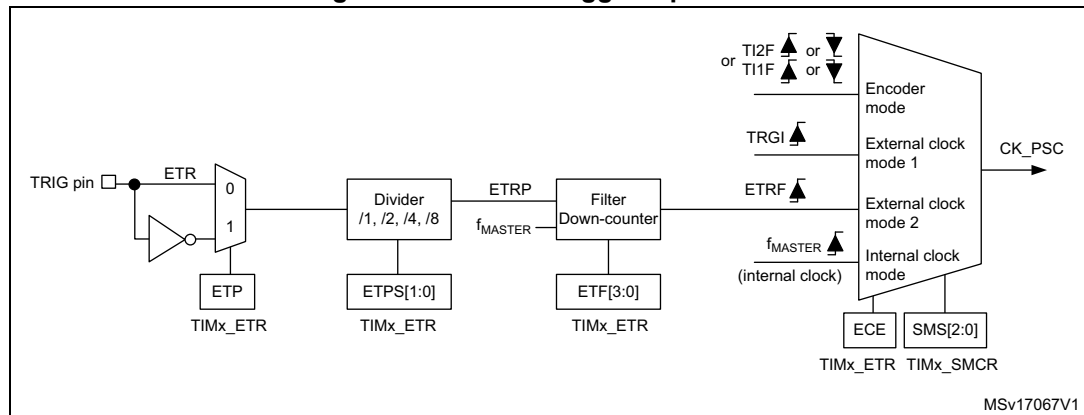 TI2F or
or TI1F or
Encoder
mode
TRGI
External clock
mode 1
CK_PSC
TRIG pin
ETR
0
1
Divider
/1, /2, /4, /8
ETRP
fMASTER
Filter
Down-counter
ETRF
External clock
mode 2
fMASTER
(internal clock)
Internal clock
mode
ETP
TIMx_ETR
ETPS[1:0]
TIMx_ETR
ETF[3:0]
TIMx_ETR
ECE
SMS[2:0]
TIMx_ETR
TIMx_SMCR
MSv17067V1